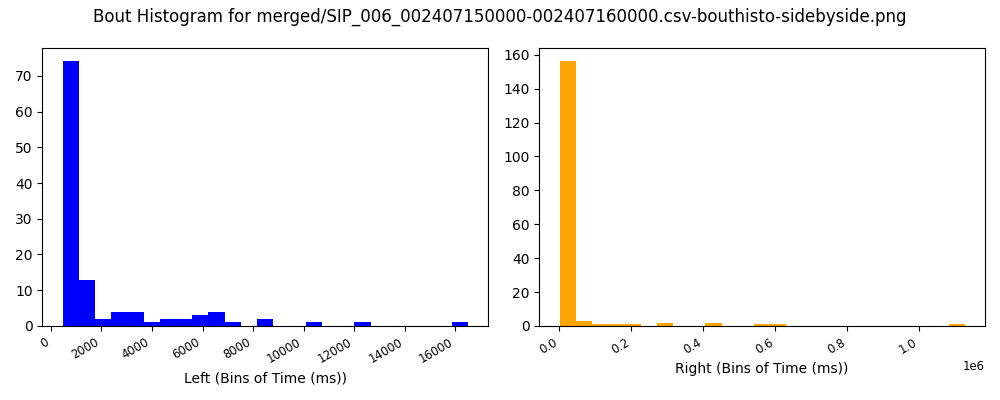 Bout Histogram for merged/SIP_006_002407150000-002407160000.csv-bouthisto-sidebyside.png
70
60
50
40
30
20
10
0
0 2000 4000 6000 8000 10000 12000 14000 16000
Left (Bins of Time (ms))
160
140
120
100
80
60
40
20
0
0.0 0.2 0.4 0.6 0.8 1.0
1e6
Right (Bins of Time (ms))